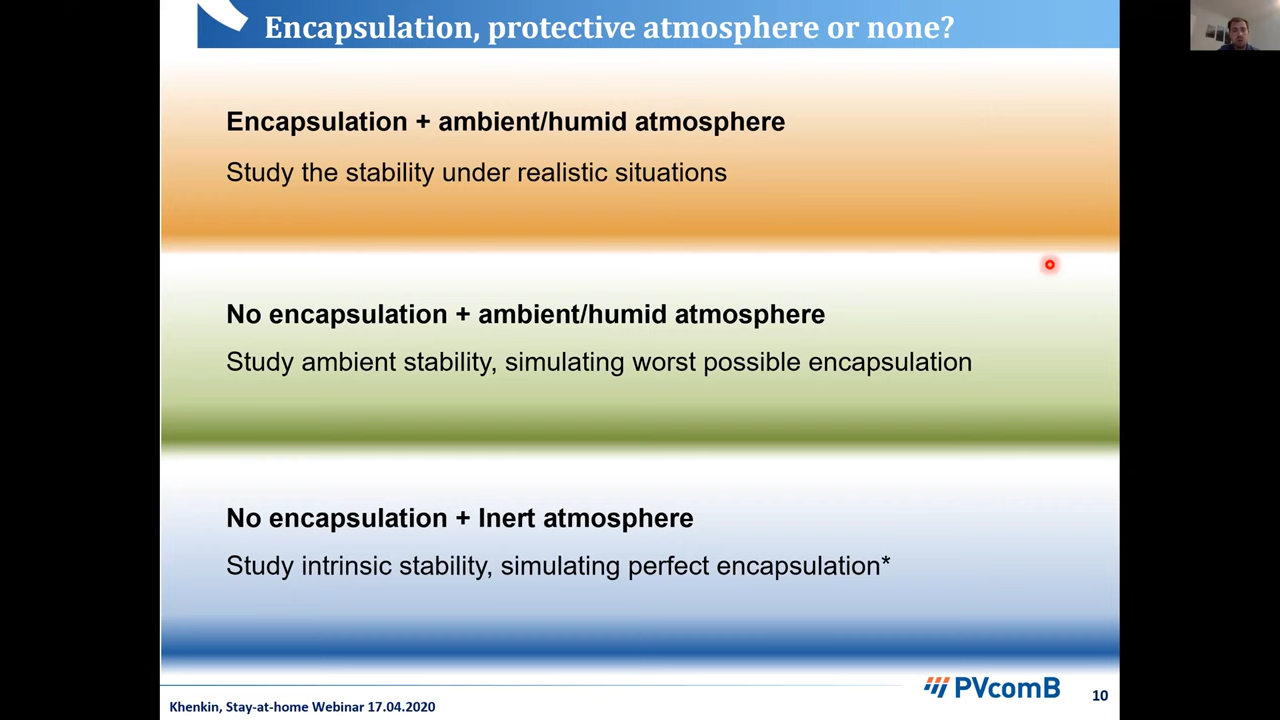 Encapsulation, protective atmosphere or none?
Encapsulation + ambient/humid atmosphere
Study the stability under realistic situations
No encapsulation + ambient/humid atmosphere
Study ambient stability, simulating worst possible encapsulation
No encapsulation + Inert atmosphere
Study intrinsic stability, simulating perfect encapsulation*
PVcomB
10
Khenkin, Stay-at-home Webinar 17.04.2020